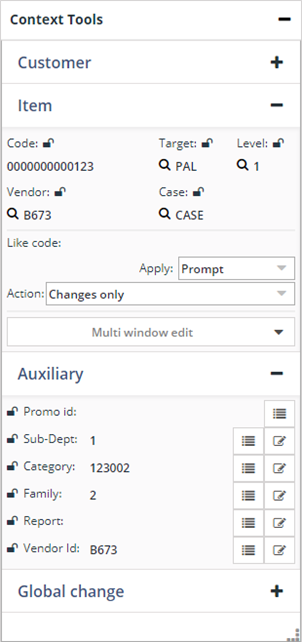 Context Tools
Customer
Item
Code: Target: Level:
0000000000123 PAL 1
Vendor: Case:
B673 CASE
Like code:
Apply: Prompt
Action: Changes only
Multi window edit
Auxiliary
Promo id:
Sub-Dept: 1
Category: 123002
Family: 2
Report:
Vendor Id: B673
Global change